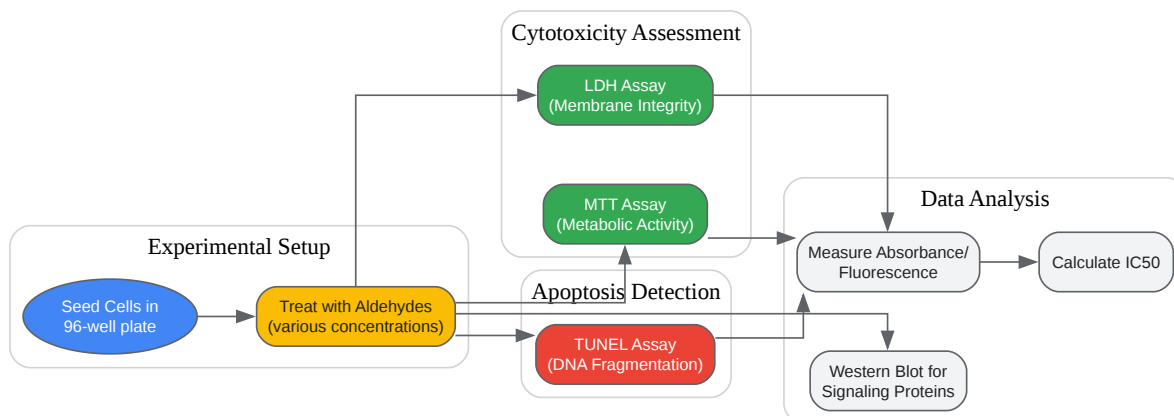 Cytotoxicity Assessment
LDH Assay
(Membrane Integrity)
MTT Assay
(Metabolic Activity)
Data Analysis
Experimental Setup
Measure Absorbance/
Fluorescence
Calculate IC50
Seed Cells in
96-well plate
Treat with Aldehydes
(various concentrations)
Apoptosis Detection
TUNEL Assay
(DNA Fragmentation)
Western Blot for
Signaling Proteins